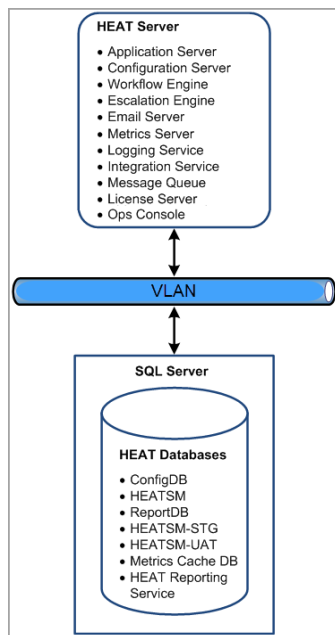 HEAT Server
• Application Server
• Configuration Server
• Workflow Engine
• Escalation Engine
• Email Server
• Metrics Server
• Logging Service
• Integration Service
• Message Queue
• License Server
• Ops Console
VLAN
SQL Server
HEAT Databases
• ConfigDB
• HEATSM
• ReportDB
• HEATSM-STG
• HEATSM-UAT
• Metrics Cache DB
• HEAT Reporting
Service